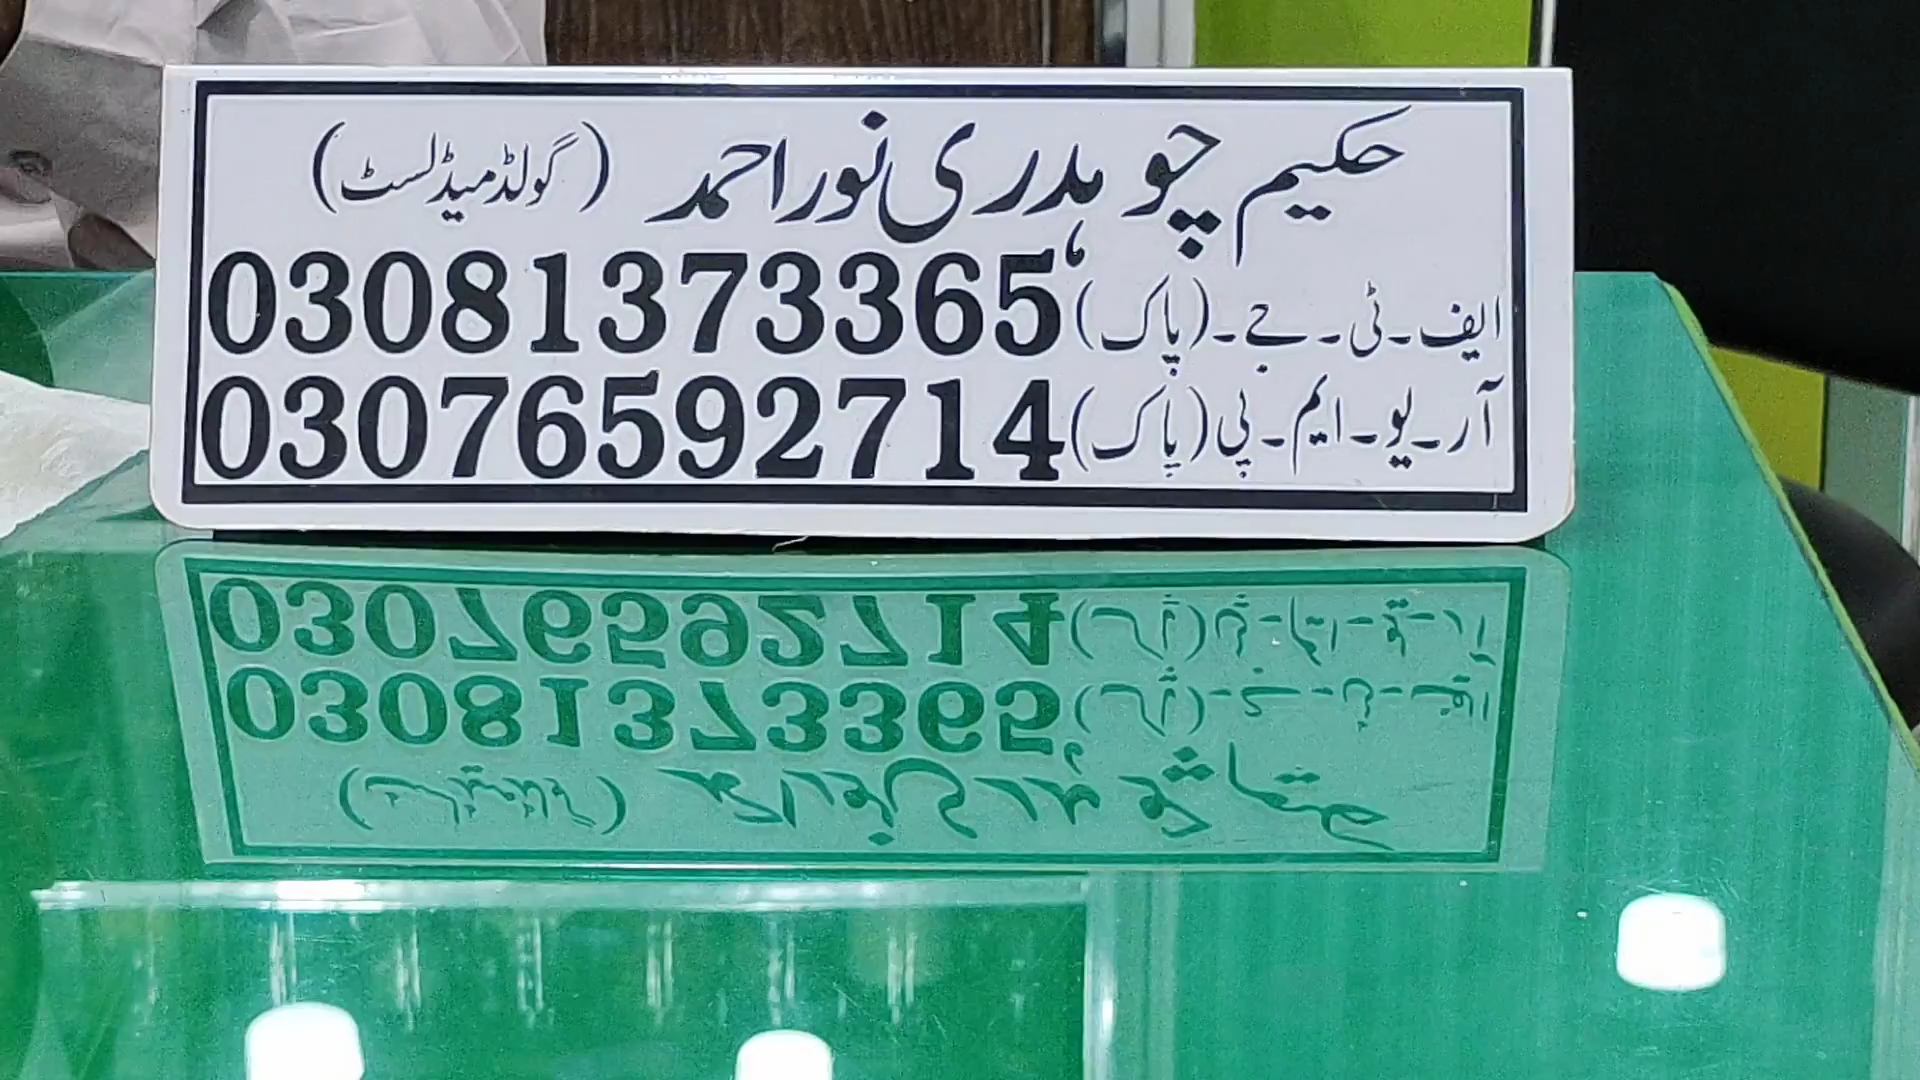 حکیم چوہدری نور احمد (گولڈ میڈلسٹ)
ایف۔ٹی۔جے۔(پاک) 03081373365
آر۔یو۔ایم۔پی (پاک) 03076592714